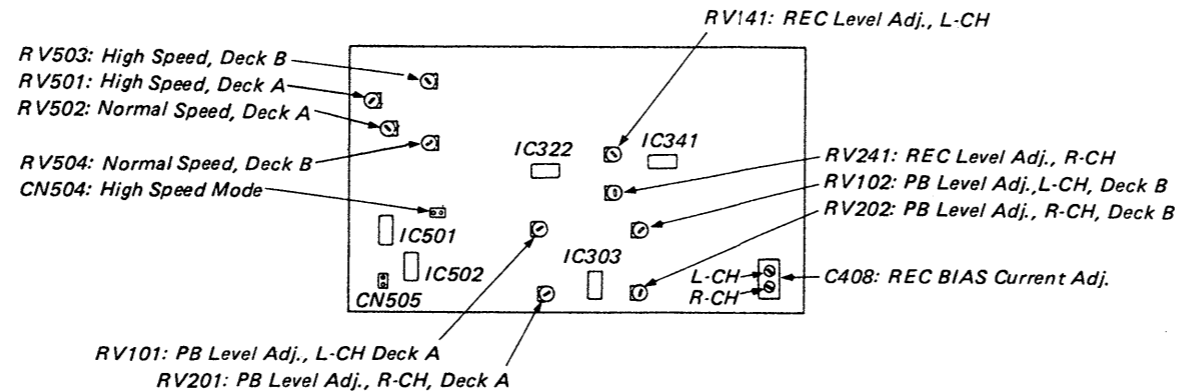 RV141: REC Level Adj., L-CH
RV503: High Speed, Deck B
RV501: High Speed, Deck A
RV502: Normal Speed, Deck A
RV504: Normal Speed, Deck B
CN504: High Speed Mode
IC322
IC341
RV241: REC Level Adj., R-CH
RV102: PB Level Adj.,L-CH, Deck B
RV202: PB Level Adj., R-CH, Deck B
IC501
IC502
CN505
IC303
L-CH
R-CH
C408: REC BIAS Current Adj.
RV101: PB Level Adj., L-CH Deck A
RV201: PB Level Adj., R-CH, Deck A